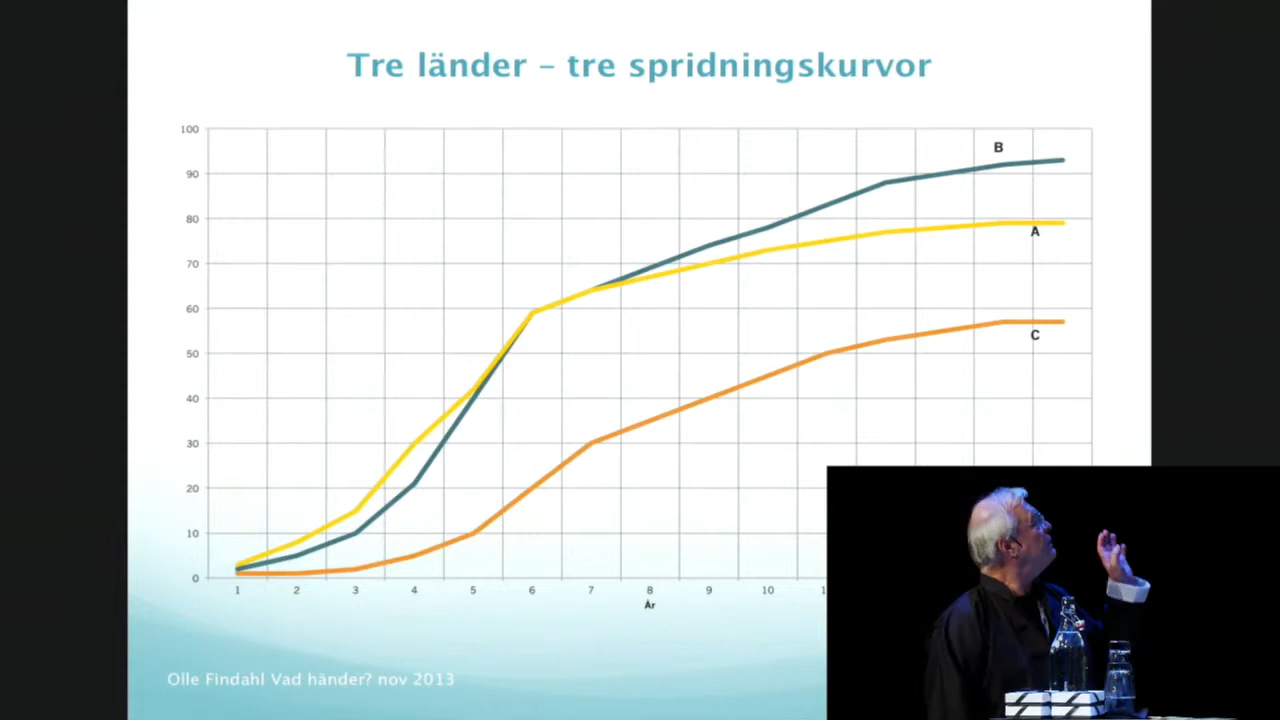 Tre länder – tre spridningskurvor
100
90
80
70
60
50
40
30
20
10
0
B
A
C
1 2 3 4 5 6 7 8 9 10 1
År
Olle Findahl Vad händer? nov 2013